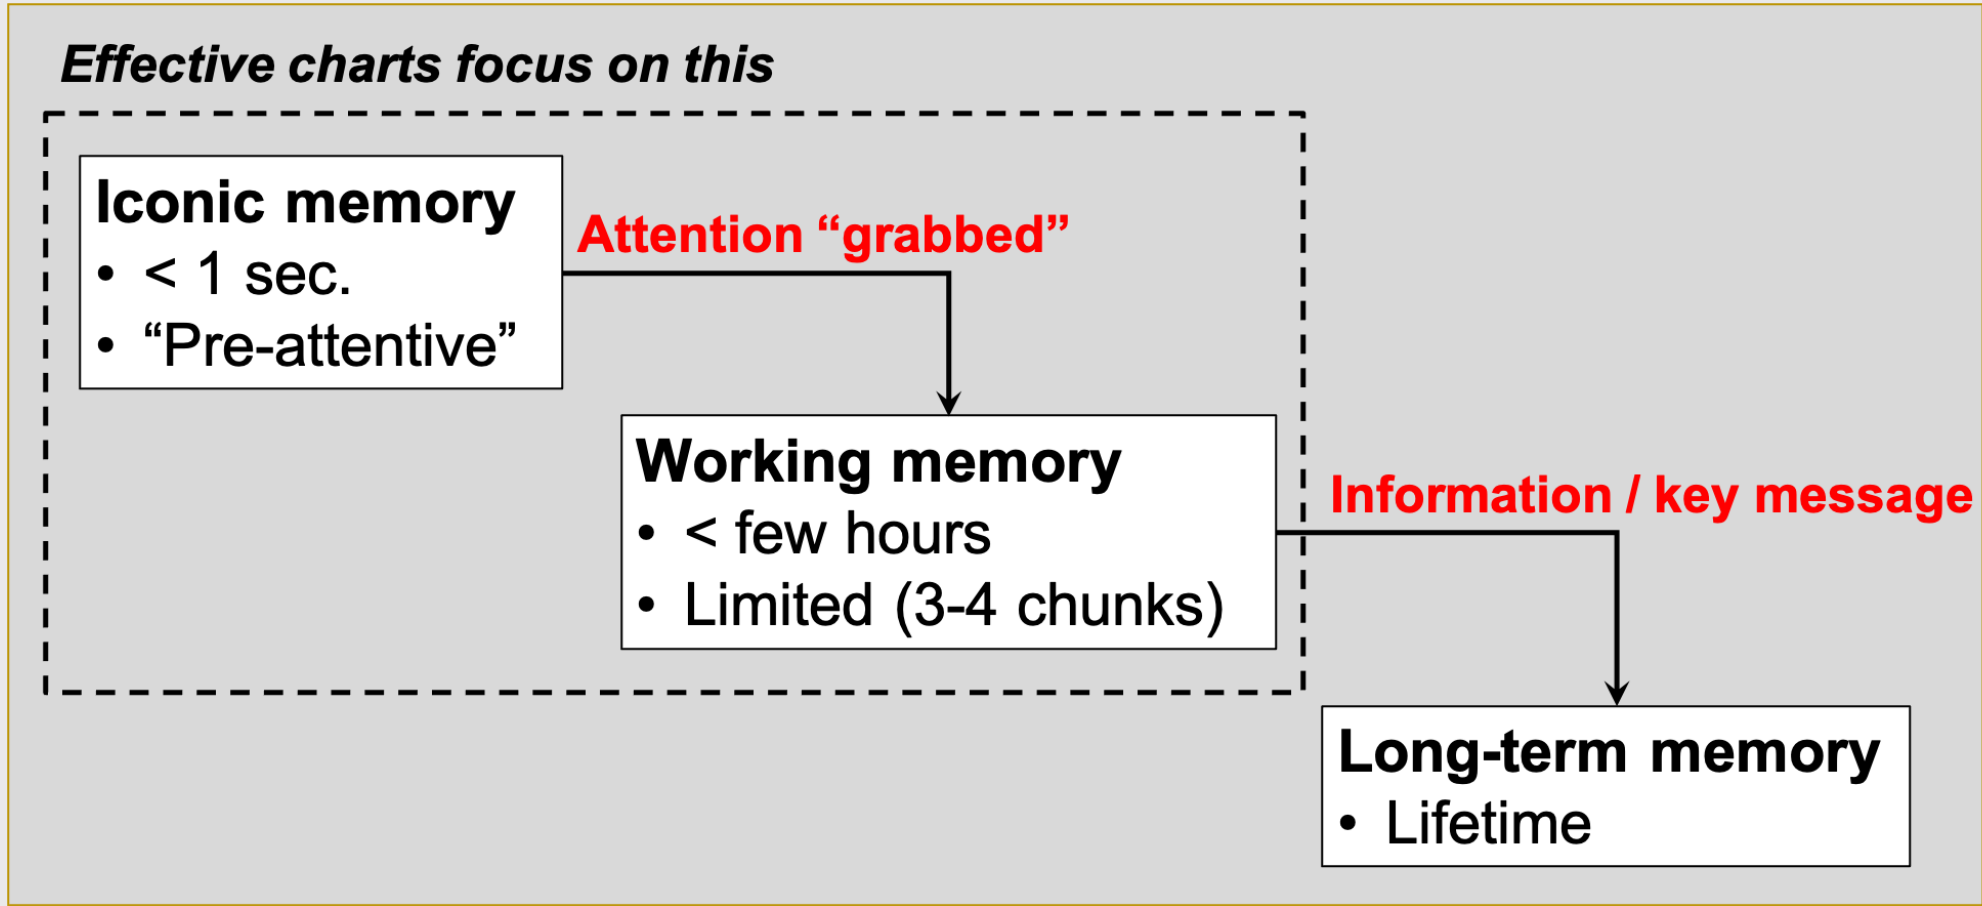 Effective charts focus on this
Iconic memory
• < 1 sec.
• “Pre-attentive”
Attention “grabbed”
Working memory
• < few hours
• Limited (3-4 chunks)
Information / key message
Long-term memory
• Lifetime